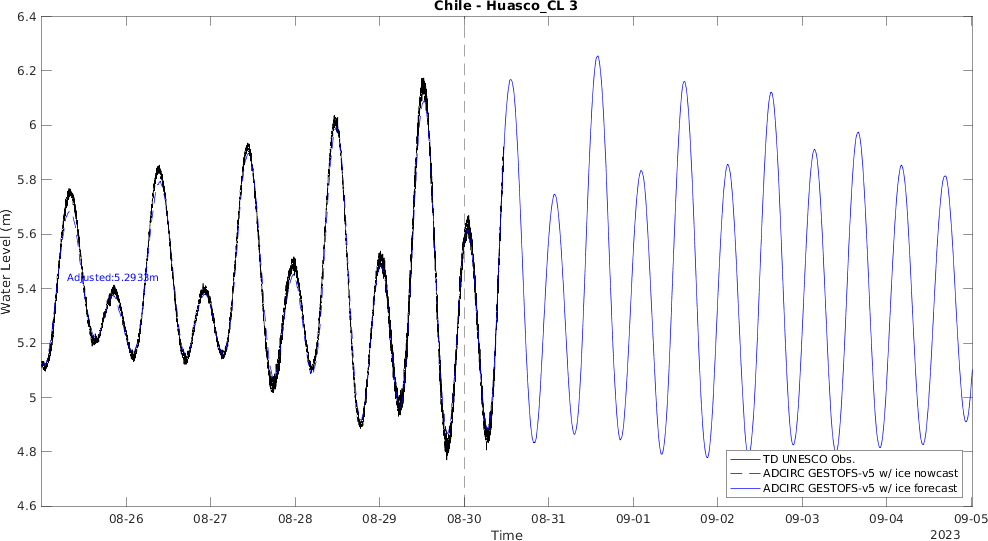 Chile - Huasco_CL 3
6.4
6.2
6
5.8
5.6
5.4
5.2
5
4.8
4.6
Water Level (m)
Adjusted:5.2933m
TD UNESCO Obs.
ADCIRC GESTOFS-v5 w/ ice nowcast
ADCIRC GESTOFS-v5 w/ ice forecast
08-26 08-27 08-28 08-29 08-30 08-31 09-01 09-02 09-03 09-04 09-05
Time
2023